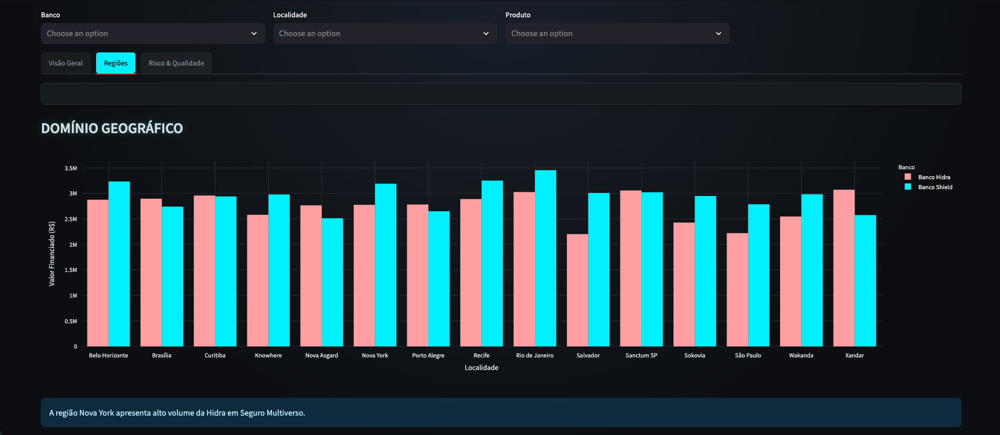 Banco
Localidade
Produto
Choose an option
Choose an option
Choose an option
Visão Geral
Regiões
Risco & Qualidade
DOMÍNIO GEOGRÁFICO
Valor Financiado (R$)
3.5M
3M
2.5M
2M
1.5M
1M
0.5M
0
Belo Horizonte
Brasília
Curitiba
Knowhere
Nova Asgard
Nova York
Porto Alegre
Recife
Rio de Janeiro
Salvador
Sanctum SP
Sokovia
São Paulo
Wakanda
Xandar
Localidade
Banco
Banco Hidra
Banco Shield
A região Nova York apresenta alto volume da Hidra em Seguro Multiverso.